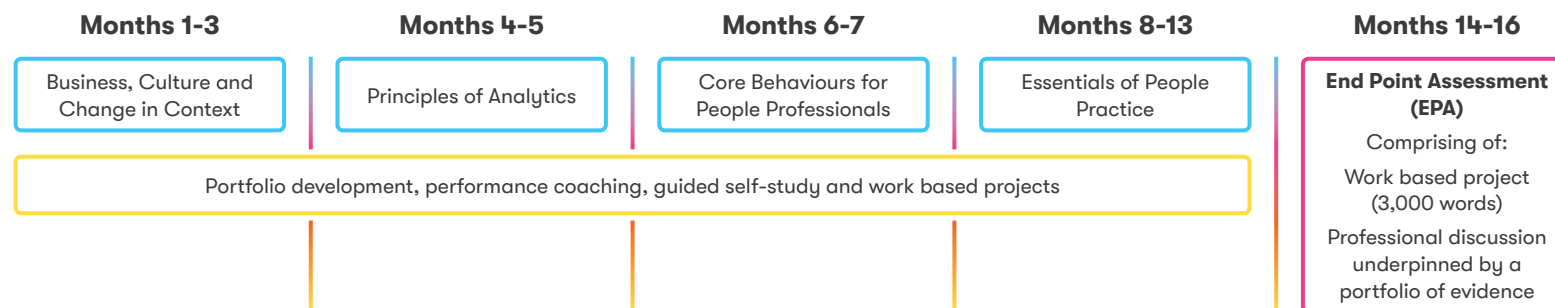 Months 1-3
Business, Culture and
Change in Context
Months 4-5
Principles of Analytics
Months 6-7
Core Behaviours for
People Professionals
Months 8-13
Essentials of People
Practice
Portfolio development, performance coaching, guided self-study and work based projects
Months 14-16
End Point Assessment
(EPA)
Comprising of:
Work based project
(3,000 words)
Professional discussion
underpinned by a
portfolio of evidence